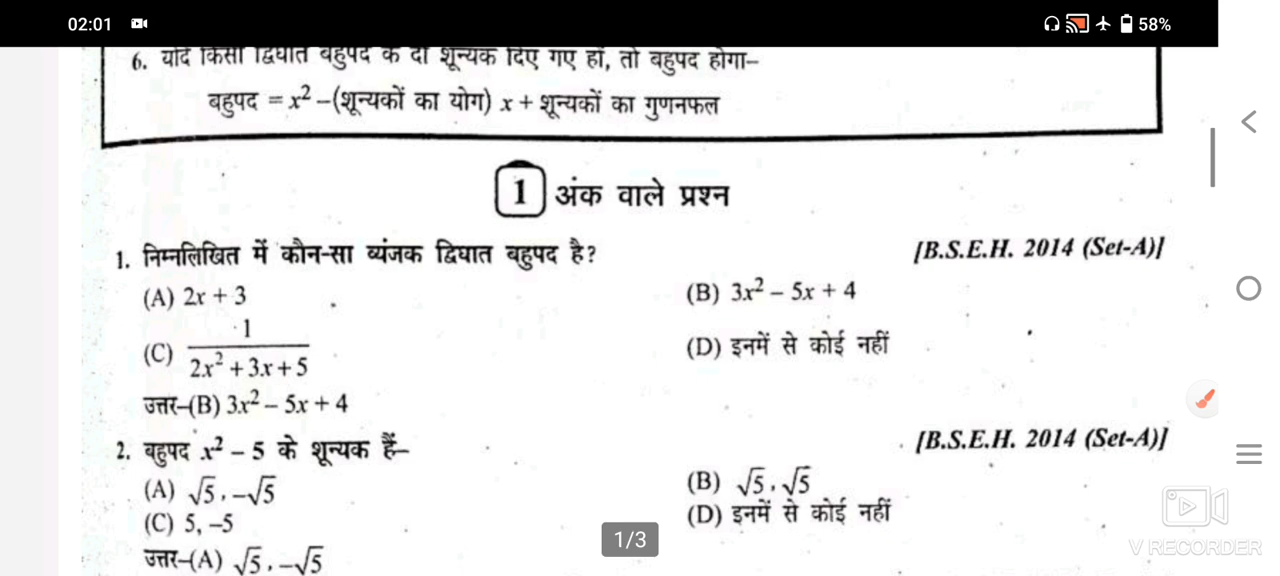 02:01 58%
6. यदि किसी द्विघात बहुपद के दो शून्यक दिए गए हों, तो बहुपद होगा–
बहुपद = x² –(शून्यकों का योग) x + शून्यकों का गुणनफल
1 अंक वाले प्रश्न
1. निम्नलिखित में कौन-सा व्यंजक द्विघात बहुपद है? [B.S.E.H. 2014 (Set-A)]
(A) 2x + 3 (B) 3x² – 5x + 4
(C) 1/(2x² + 3x + 5) (D) इनमें से कोई नहीं
उत्तर–(B) 3x² – 5x + 4
2. बहुपद x² – 5 के शून्यक हैं– [B.S.E.H. 2014 (Set-A)]
(A) √5, –√5 (B) √5, √5
(C) 5, –5 (D) इनमें से कोई नहीं
उत्तर–(A) √5, –√5
1/3
V RECORDER